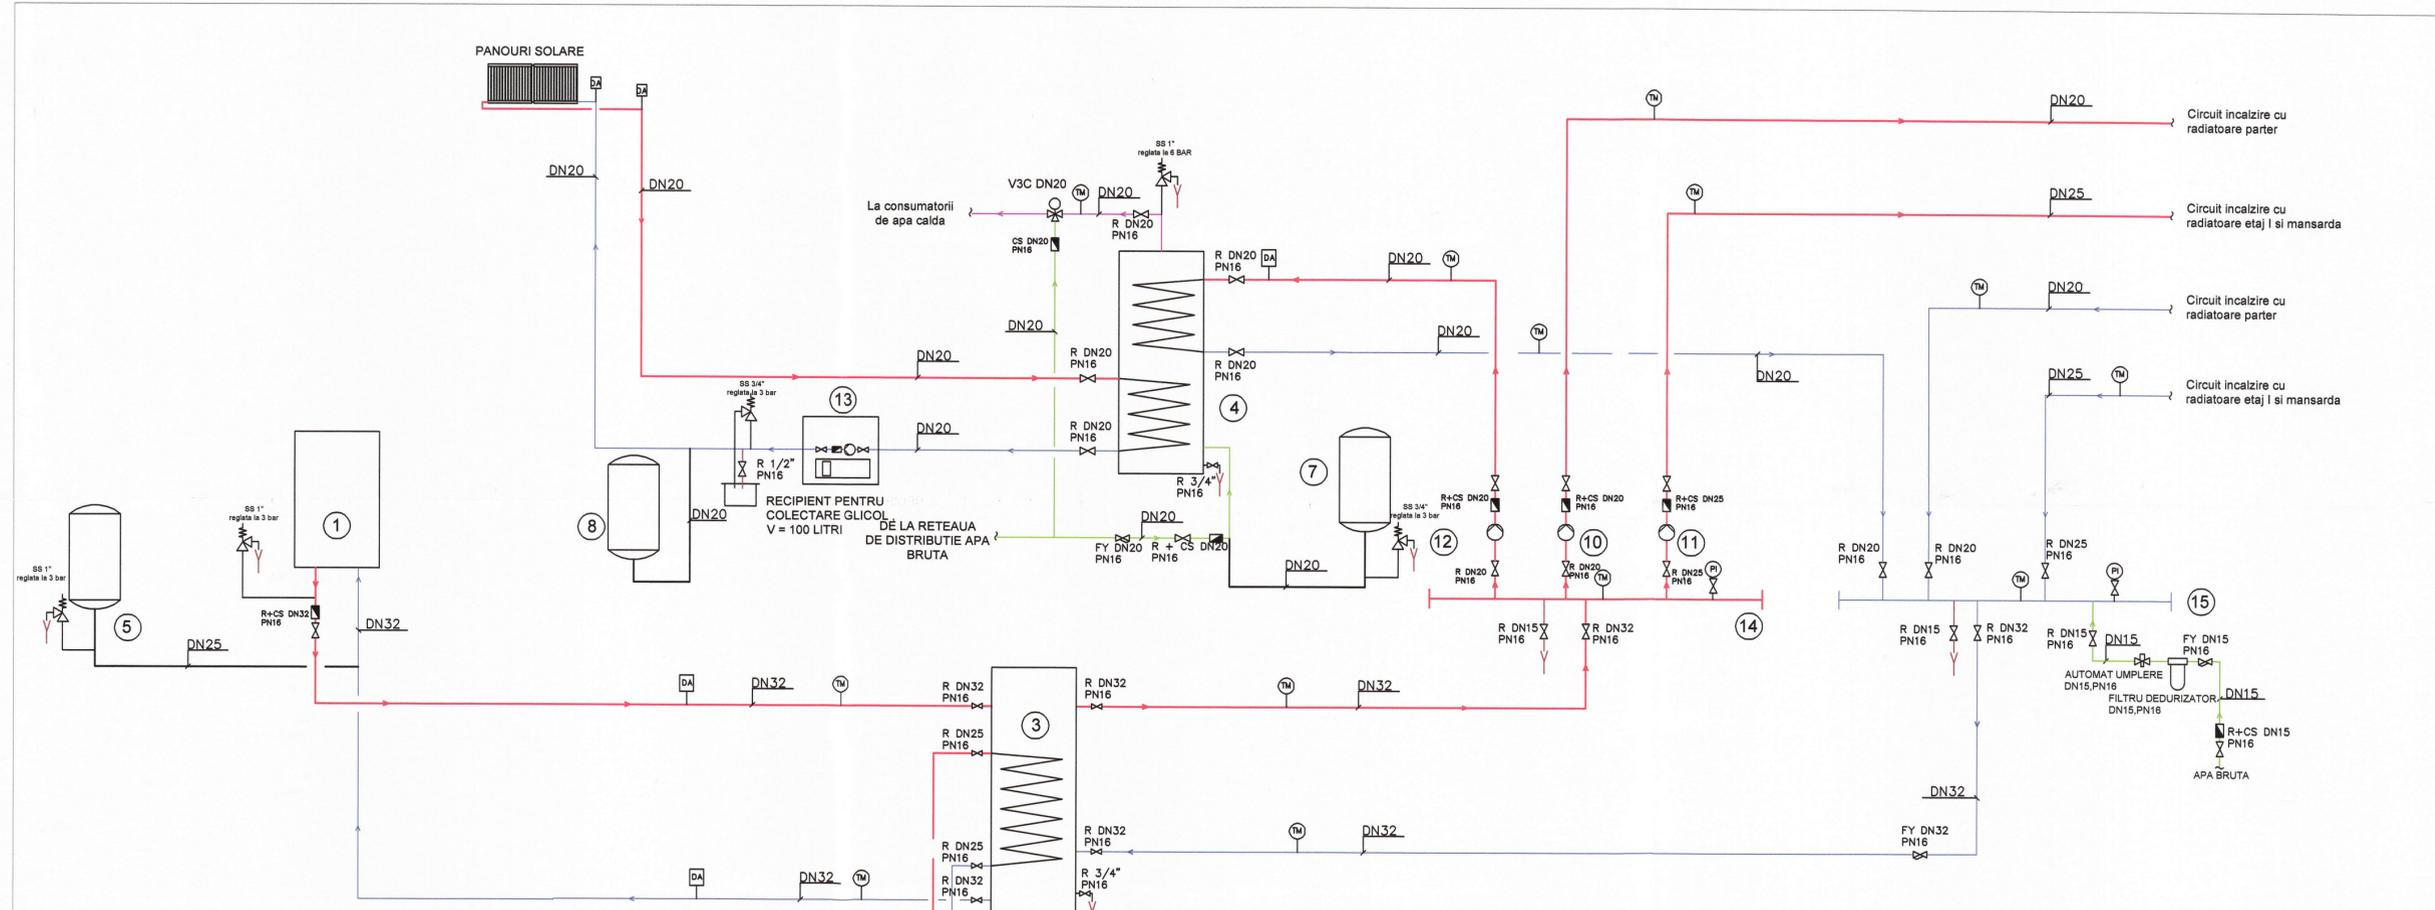 PANOURI SOLARE
DA
DA
DN20
DN20
TM
DN20
Circuit incalzire cu
radiatoare parter
TM
DN25
Circuit incalzire cu
radiatoare etaj I si mansarda
TM
DN20
Circuit incalzire cu
radiatoare parter
DN25
TM
Circuit incalzire cu
radiatoare etaj I si mansarda
SS 1"
reglata la 6 BAR
V3C DN20
TM
DN20
La consumatorii
de apa calda
R DN20
PN16
CS DN20
PN16
R DN20
PN16
DA
DN20
TM
DN20
DN20
TM
DN20
R DN20
PN16
DN20
R DN20
PN16
4
SS 3/4"
reglata la 3 bar
13
DN20
R DN20
PN16
R 1/2"
PN16
R 3/4"
PN16
RECIPIENT PENTRU
COLECTARE GLICOL
V = 100 LITRI
DE LA RETEAUA
DE DISTRIBUTIE APA
BRUTA
8
DN20
DN20
FY DN20
PN16
R + CS DN20
PN16
7
DN20
SS 3/4"
reglata la 3 bar
R+CS DN20
PN16
R+CS DN20
PN16
R+CS DN25
PN16
12
10
11
R DN20
PN16
R DN20
PN16
TM
R DN25
PN16
PI
14
R DN15
PN16
R DN32
PN16
R DN20
PN16
R DN20
PN16
R DN25
PN16
TM
PI
15
R DN15
PN16
R DN32
PN16
R DN15
PN16
DN15
FY DN15
PN16
AUTOMAT UMPLERE
DN15,PN16
FILTRU DEDURIZATOR
DN15,PN16
DN15
R+CS DN15
PN16
APA BRUTA
1
SS 1"
reglata la 3 bar
SS 1"
reglata la 3 bar
5
R+CS DN32
PN16
DN32
DN25
DA
DN32
TM
R DN32
PN16
R DN32
PN16
TM
DN32
3
R DN25
PN16
R DN25
PN16
R DN32
PN16
R DN32
PN16
TM
DN32
DN32
FY DN32
PN16
R 3/4"
PN16
DA
DN32
TM